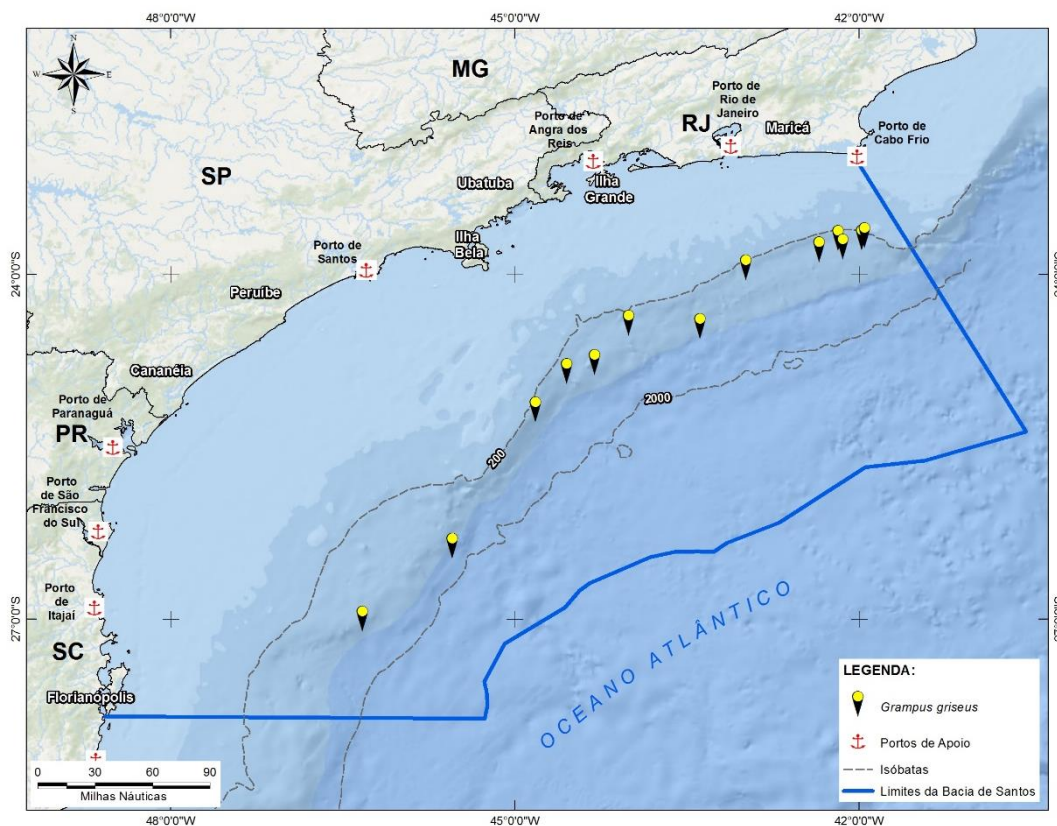 48°0'0"W
45°0'0"W
42°0'0"W
N
W
E
S
MG
Porto de
Rio de
Janeiro
Porto de
Angra dos
Reis
RJ
Maricá
Porto de
Cabo Frio
SP
Ubatuba
Ilha
Grande
Ilha
Bela
Porto de
Santos
24°0'0"S
Peruíbe
Cananéia
2000
Porto de
Paranaguá
PR
200
Porto
de São
Francisco
do Sul
Porto
de
Itajaí
27°0'0"S
SC
OCEANO ATLÂNTICO
Florianópolis
LEGENDA:
Grampus griseus
Portos de Apoio
Isóbatas
Limites da Bacia de Santos
0 30 60 90
Milhas Náuticas
48°0'0"W
45°0'0"W
42°0'0"W